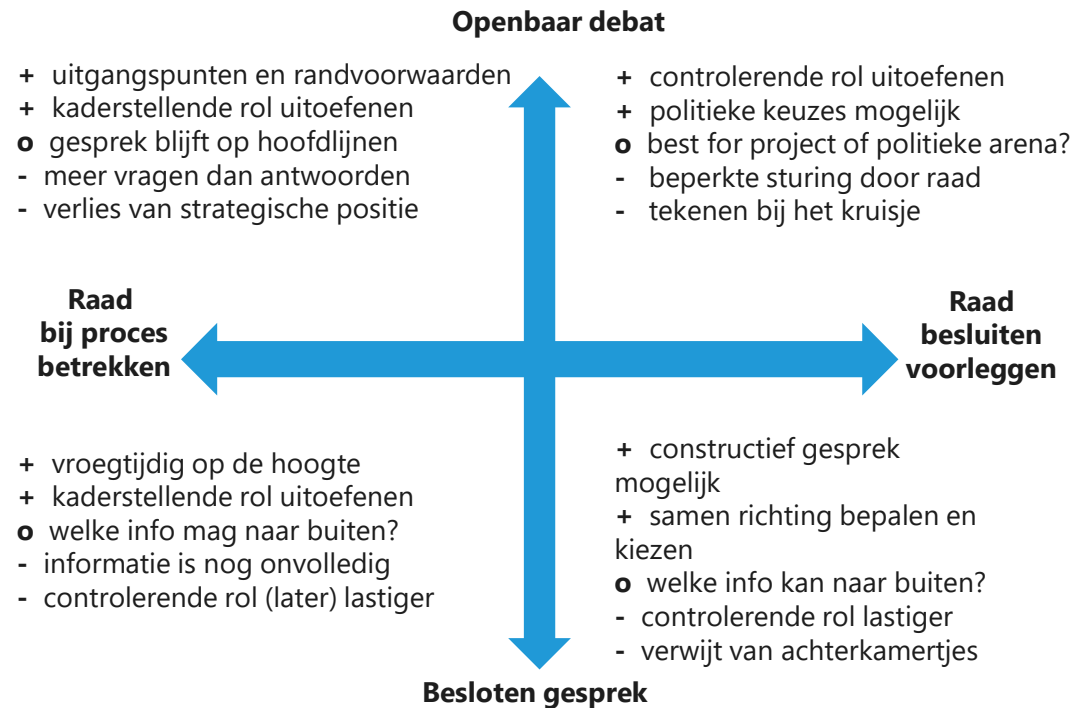 Openbaar debat
+ uitgangspunten en randvoorwaarden
+ kaderstellende rol uitoefenen
o gesprek blijft op hoofdlijnen
- meer vragen dan antwoorden
- verlies van strategische positie
+ controlerende rol uitoefenen
+ politieke keuzes mogelijk
o best for project of politieke arena?
- beperkte sturing door raad
- tekenen bij het kruisje
Raad
bij proces
betrekken
Raad
besluiten
voorleggen
+ vroegtijdig op de hoogte
+ kaderstellende rol uitoefenen
o welke info mag naar buiten?
- informatie is nog onvolledig
- controlerende rol (later) lastiger
+ constructief gesprek
mogelijk
+ samen richting bepalen en
kiezen
o welke info kan naar buiten?
- controlerende rol lastiger
- verwijt van achterkamertjes
Besloten gesprek